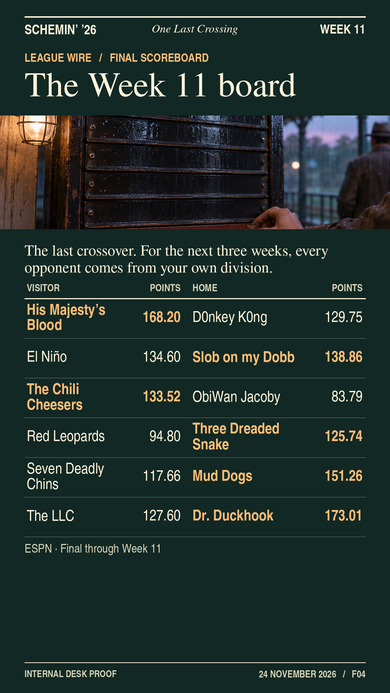 SCHEMIN' '26 One Last Crossing WEEK 11
LEAGUE WIRE / FINAL SCOREBOARD
The Week 11 board
The last crossover. For the next three weeks, every
opponent comes from your own division.
VISITOR POINTS HOME POINTS
His Majesty's Blood 168.20 D0nkey K0ng 129.75
El Niño 134.60 Slob on my Dobb 138.86
The Chili Cheesers 133.52 ObiWan Jacoby 83.79
Red Leopards 94.80 Three Dreaded Snake 125.74
Seven Deadly Chins 117.66 Mud Dogs 151.26
The LLC 127.60 Dr. Duckhook 173.01
ESPN · Final through Week 11
INTERNAL DESK PROOF 24 NOVEMBER 2026 / F04